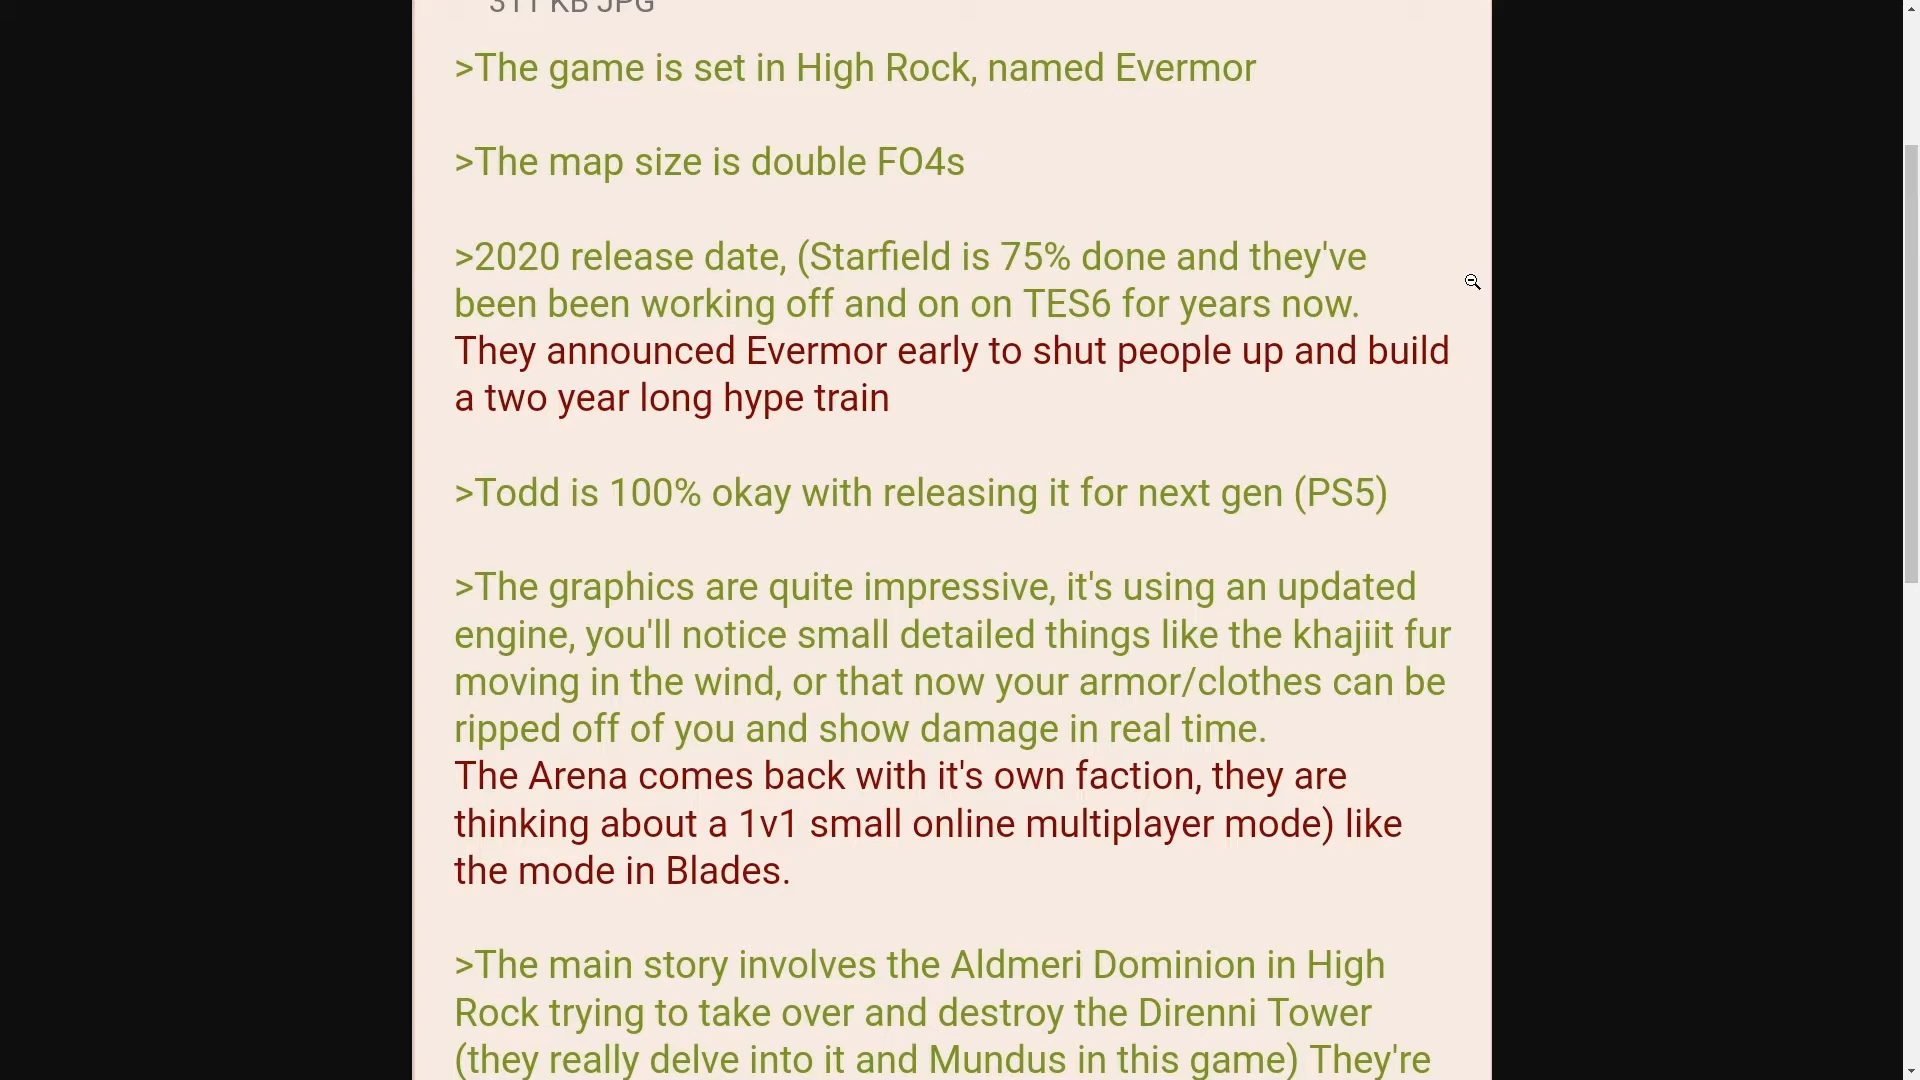 311 KB JPG
>The game is set in High Rock, named Evermor
>The map size is double FO4s
>2020 release date, (Starfield is 75% done and they've
been been working off and on on TES6 for years now.
They announced Evermor early to shut people up and build
a two year long hype train
>Todd is 100% okay with releasing it for next gen (PS5)
>The graphics are quite impressive, it's using an updated
engine, you'll notice small detailed things like the khajiit fur
moving in the wind, or that now your armor/clothes can be
ripped off of you and show damage in real time.
The Arena comes back with it's own faction, they are
thinking about a 1v1 small online multiplayer mode) like
the mode in Blades.
>The main story involves the Aldmeri Dominion in High
Rock trying to take over and destroy the Direnni Tower
(they really delve into it and Mundus in this game) They're